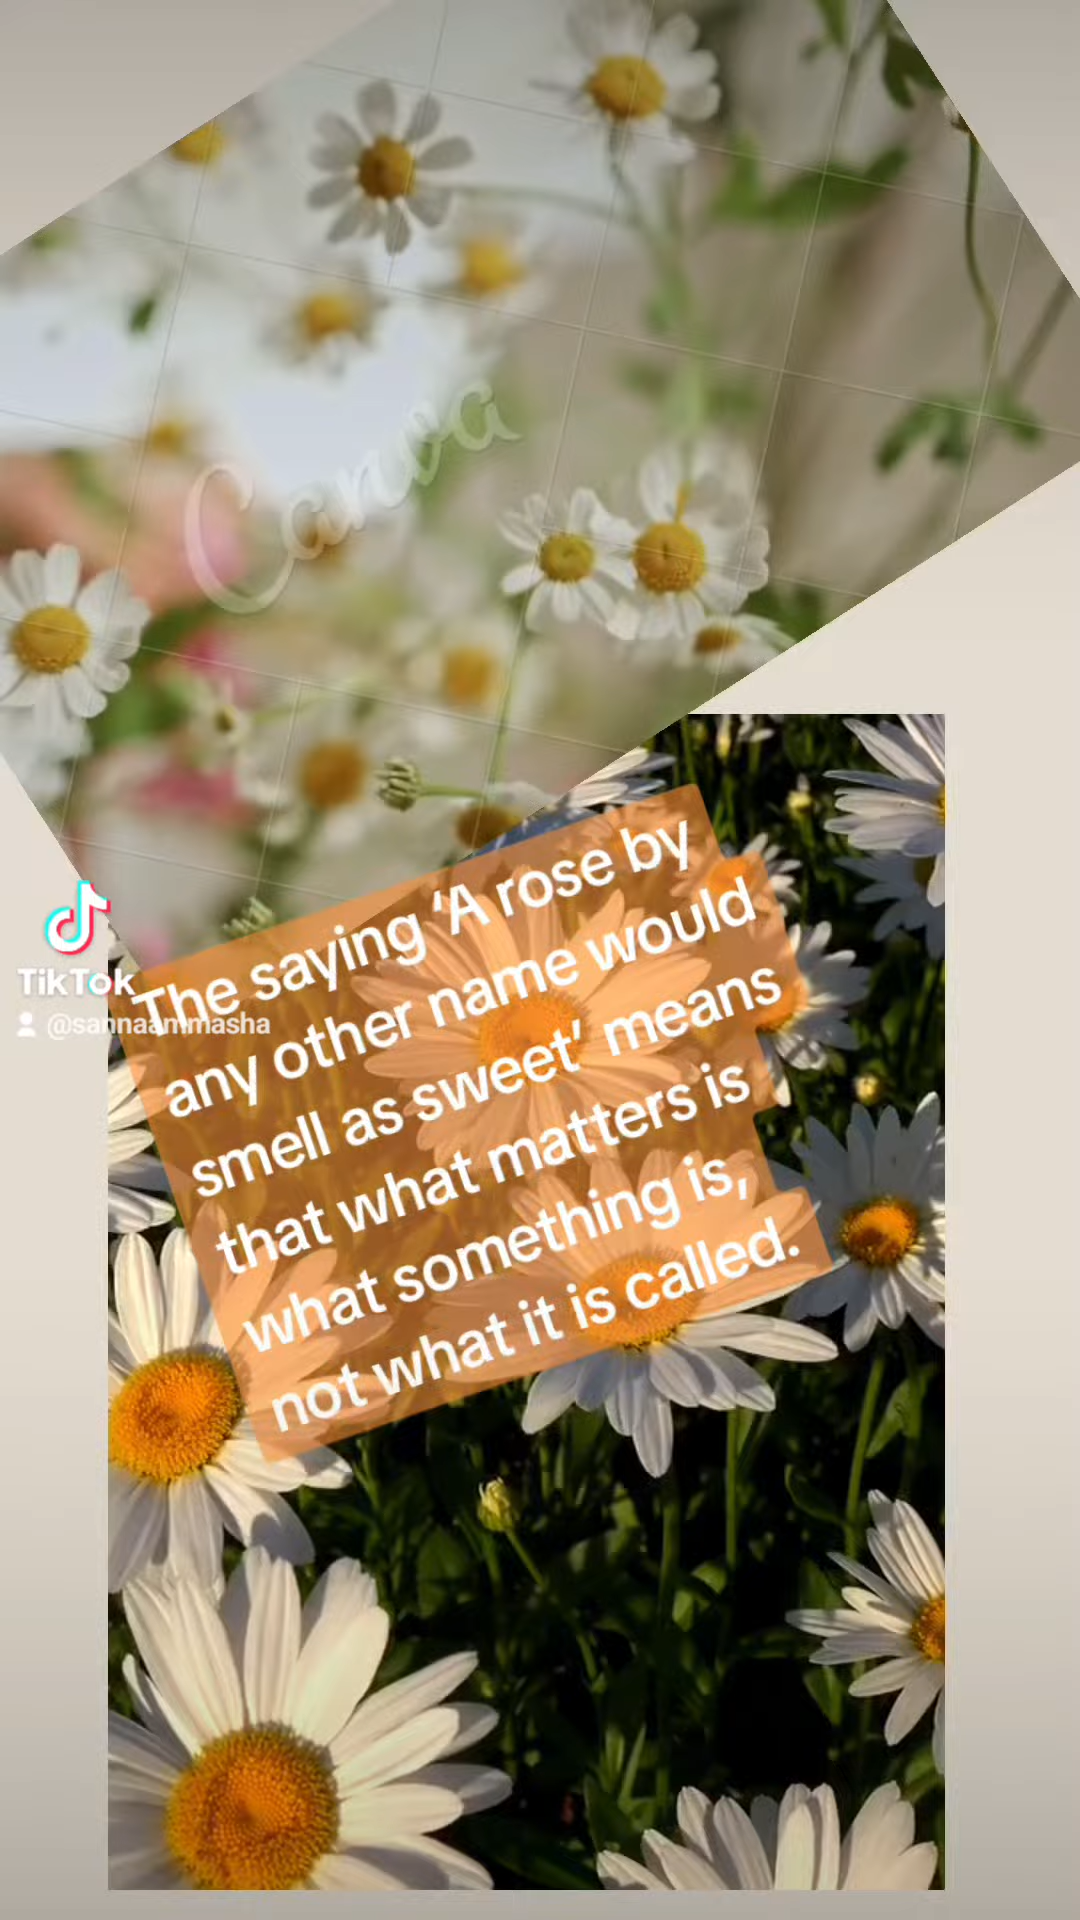 Canva
The saying ‘A rose by
any other name would
smell as sweet’ means
that what matters is
what something is,
not what it is called.
TikTok
@sannaammasha